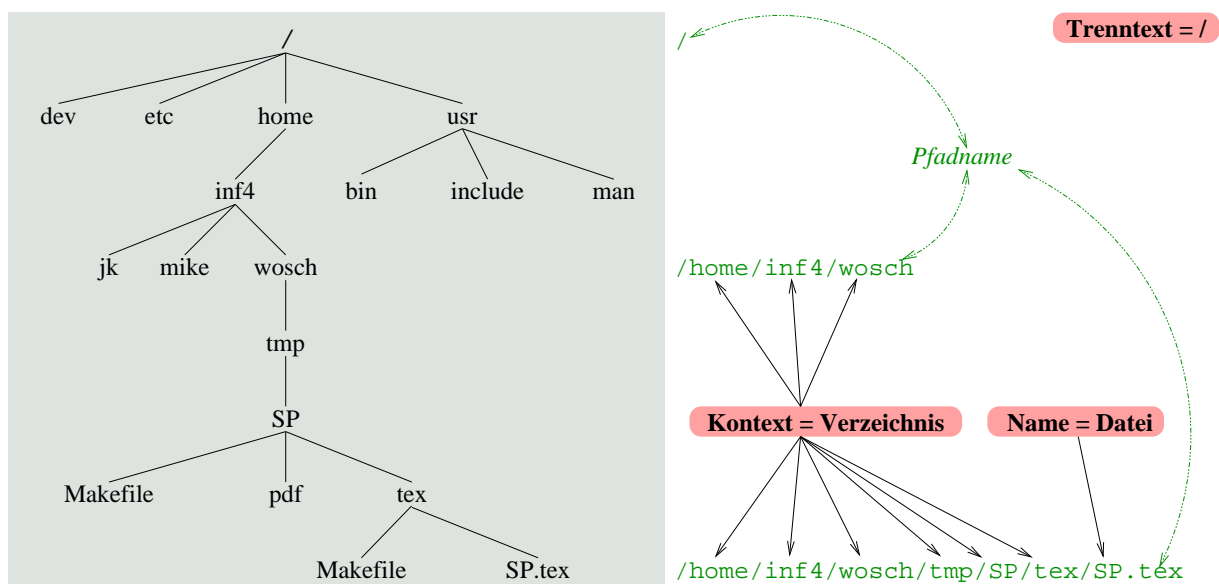 /
dev etc home usr
inf4 bin include man
jk mike wosch
tmp
SP
Makefile pdf tex
Makefile SP.tex
Trenntext = /
/
Pfadname
/home/inf4/wosch
Kontext = Verzeichnis
Name = Datei
/home/inf4/wosch/tmp/SP/tex/SP.tex